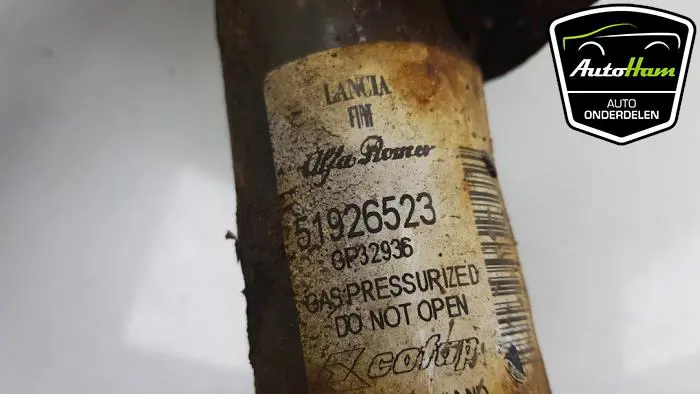 LANCIA
FIAT
Alfa Romeo
51926523
GP32936
GAS PRESSURIZED
DO NOT OPEN
cofap
AutoHam
AUTO
ONDERDELEN